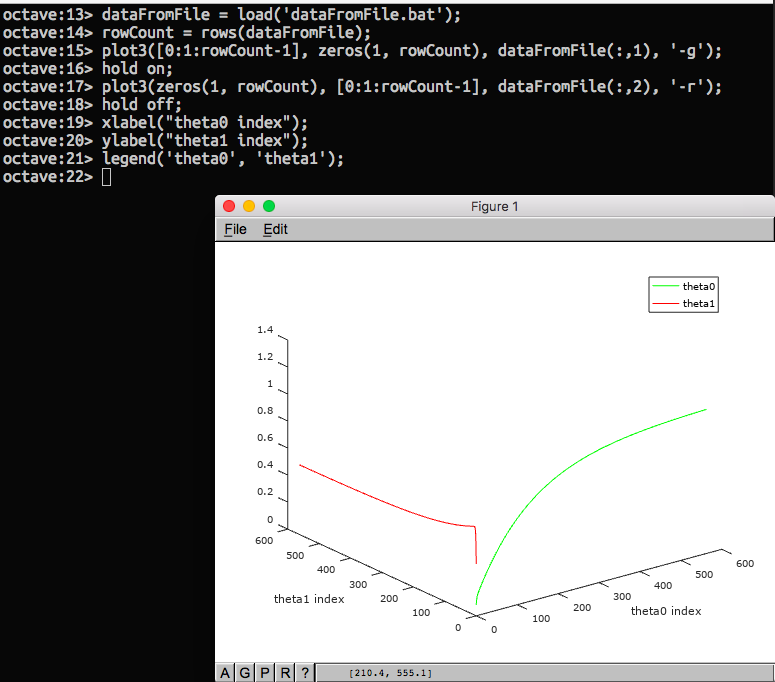 octave:13> dataFromFile = load('dataFromFile.bat');
octave:14> rowCount = rows(dataFromFile);
octave:15> plot3([0:1:rowCount-1], zeros(1, rowCount), dataFromFile(:,1), '-g');
octave:16> hold on;
octave:17> plot3(zeros(1, rowCount), [0:1:rowCount-1], dataFromFile(:,2), '-r');
octave:18> hold off;
octave:19> xlabel("theta0 index");
octave:20> ylabel("theta1 index");
octave:21> legend('theta0', 'theta1');
octave:22>
Figure 1
File Edit
theta0
theta1
1.4
1.2
1
0.8
0.6
0.4
0.2
0
600
500
400
300
200
100
0
theta1 index
0
100
200
300
400
500
600
theta0 index
A G P R ? [210.4, 555.1]